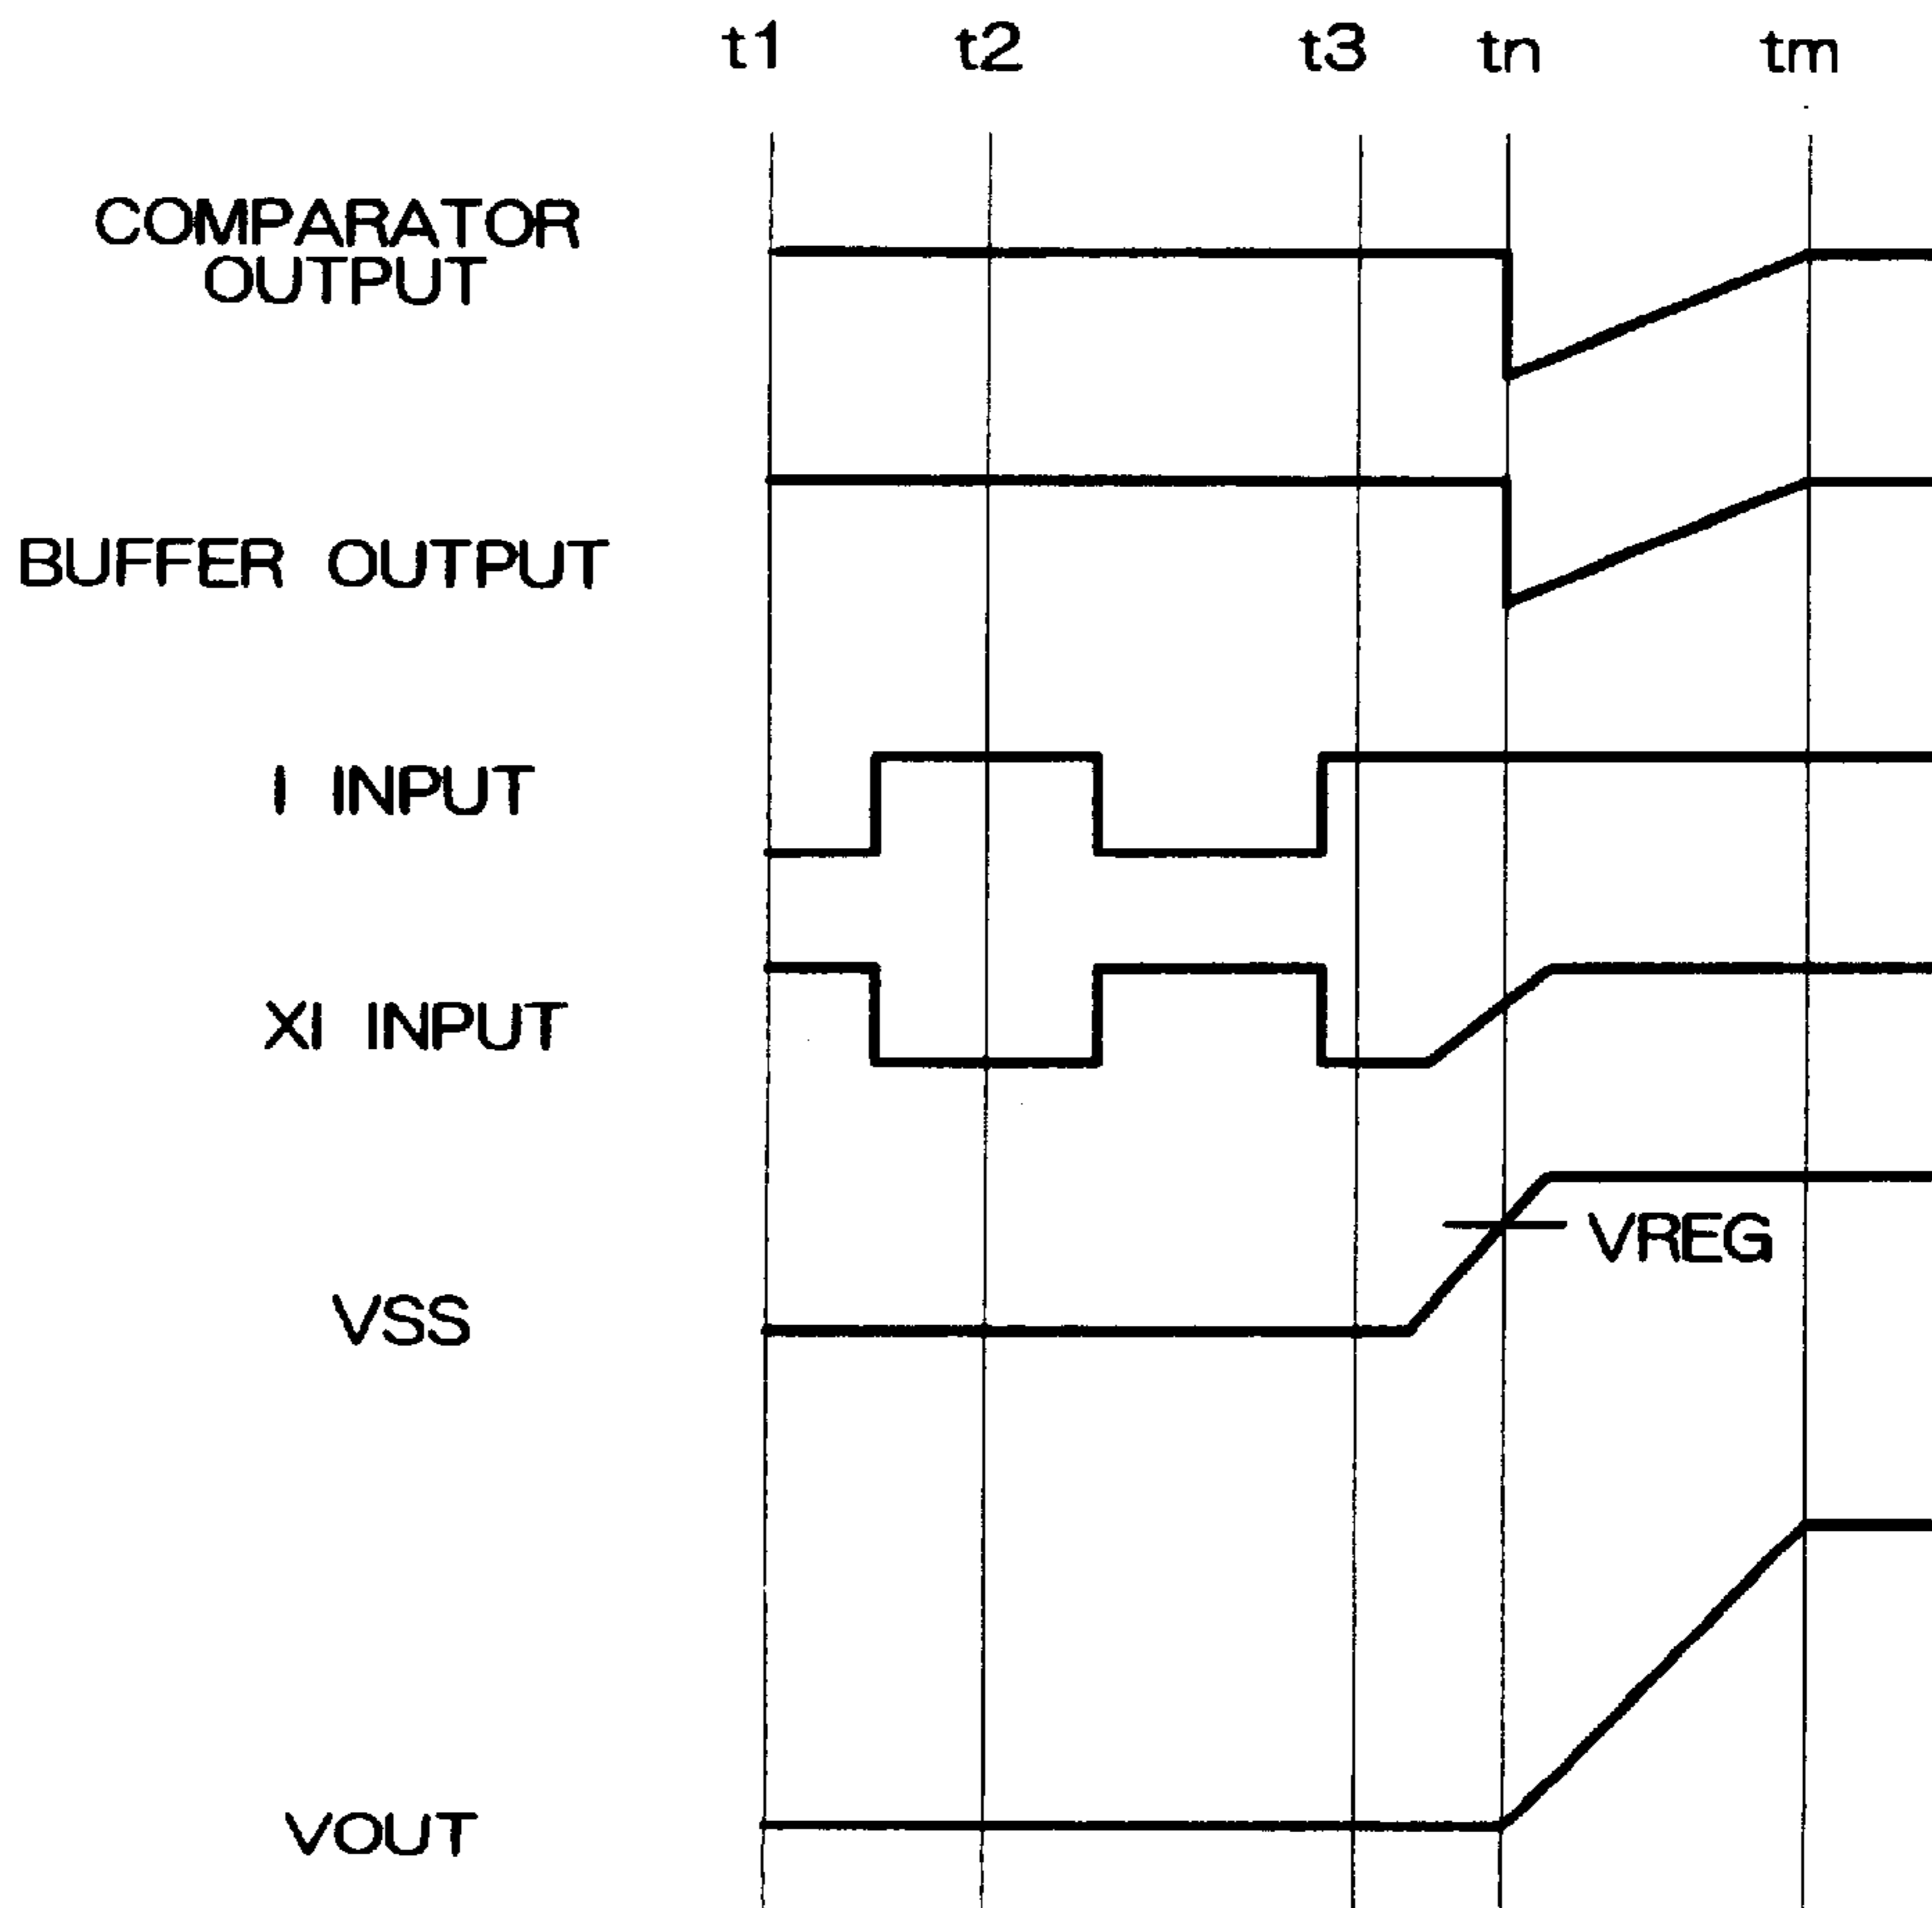 t1 t2 t3 tn tm
COMPARATOR
OUTPUT
BUFFER OUTPUT
I INPUT
XI INPUT
VREG
VSS
VOUT